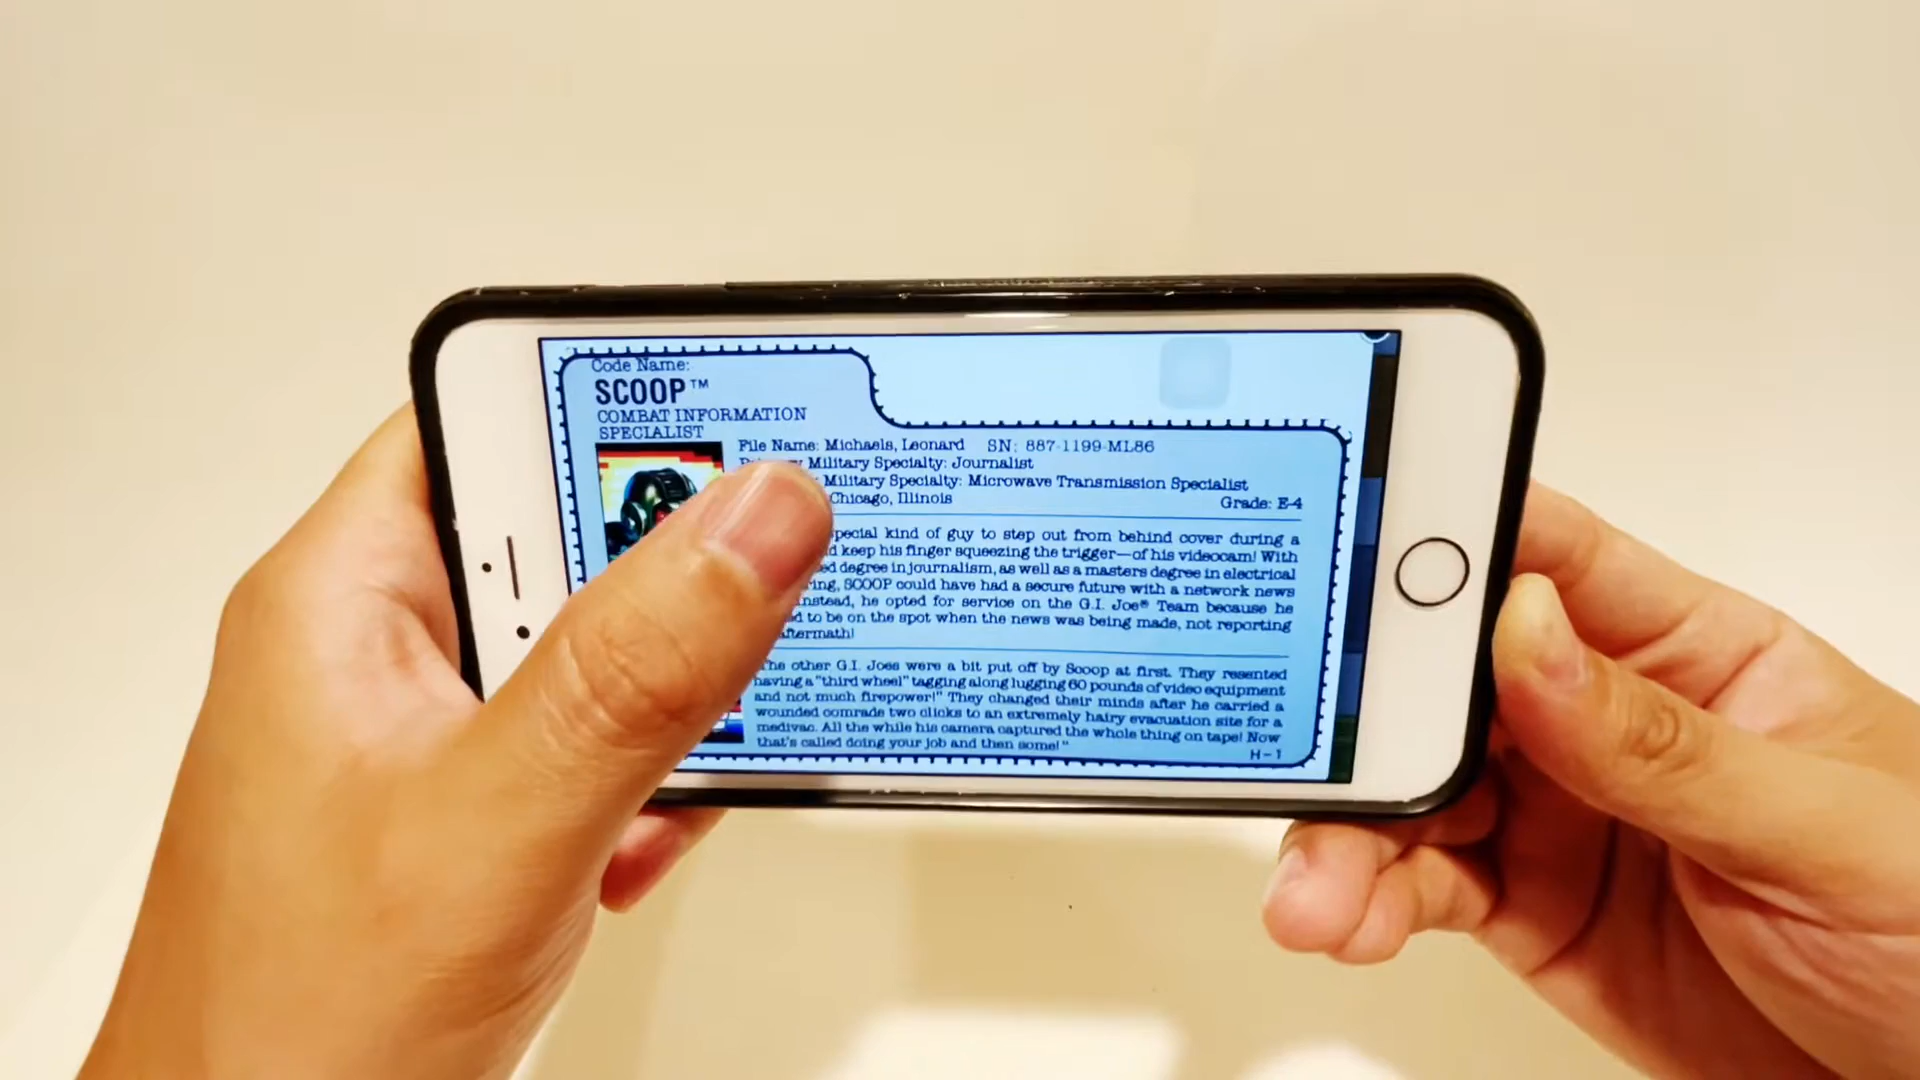 Code Name:
SCOOP™
COMBAT INFORMATION
SPECIALIST
File Name: Michaels, Leonard SN: 887-1199-ML86
Military Specialty: Journalist
Military Specialty: Microwave Transmission Specialist
Chicago, Illinois Grade: E-4
special kind of guy to step out from behind cover during a
keep his finger squeezing the trigger—of his videocam! With
degree in journalism, as well as a masters degree in electrical
SCOOP could have had a secure future with a network news
instead, he opted for service on the G.I. Joe® Team because he
to be on the spot when the news was being made, not reporting
aftermath!
The other G.I. Joes were a bit put off by Scoop at first. They resented
having a "third wheel" tagging along lugging 60 pounds of video equipment
and not much firepower!" They changed their minds after he carried a
wounded comrade two clicks to an extremely hairy evacuation site for a
medivac. All the while his camera captured the whole thing on tape! Now
that's called doing your job and then some!"
H-1